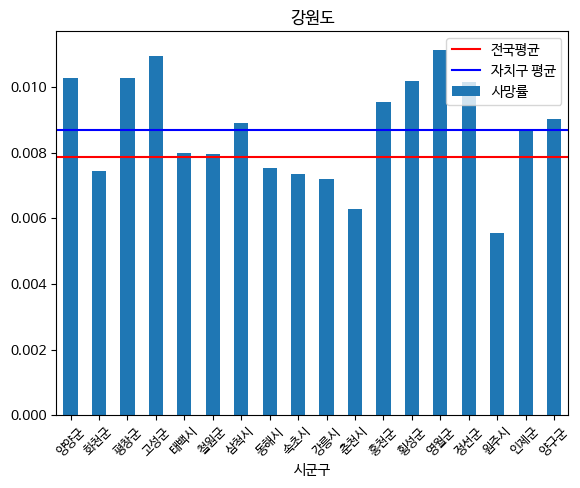 강원도
전국평균
자치구 평균
사망률
0.010
0.008
0.006
0.004
0.002
0.000
양양군 화천군 평창군 고성군 태백시 철원군 삼척시 동해시 속초시 강릉시 춘천시 홍천군 횡성군 영월군 정선군 원주시 인제군 양구군
시군구